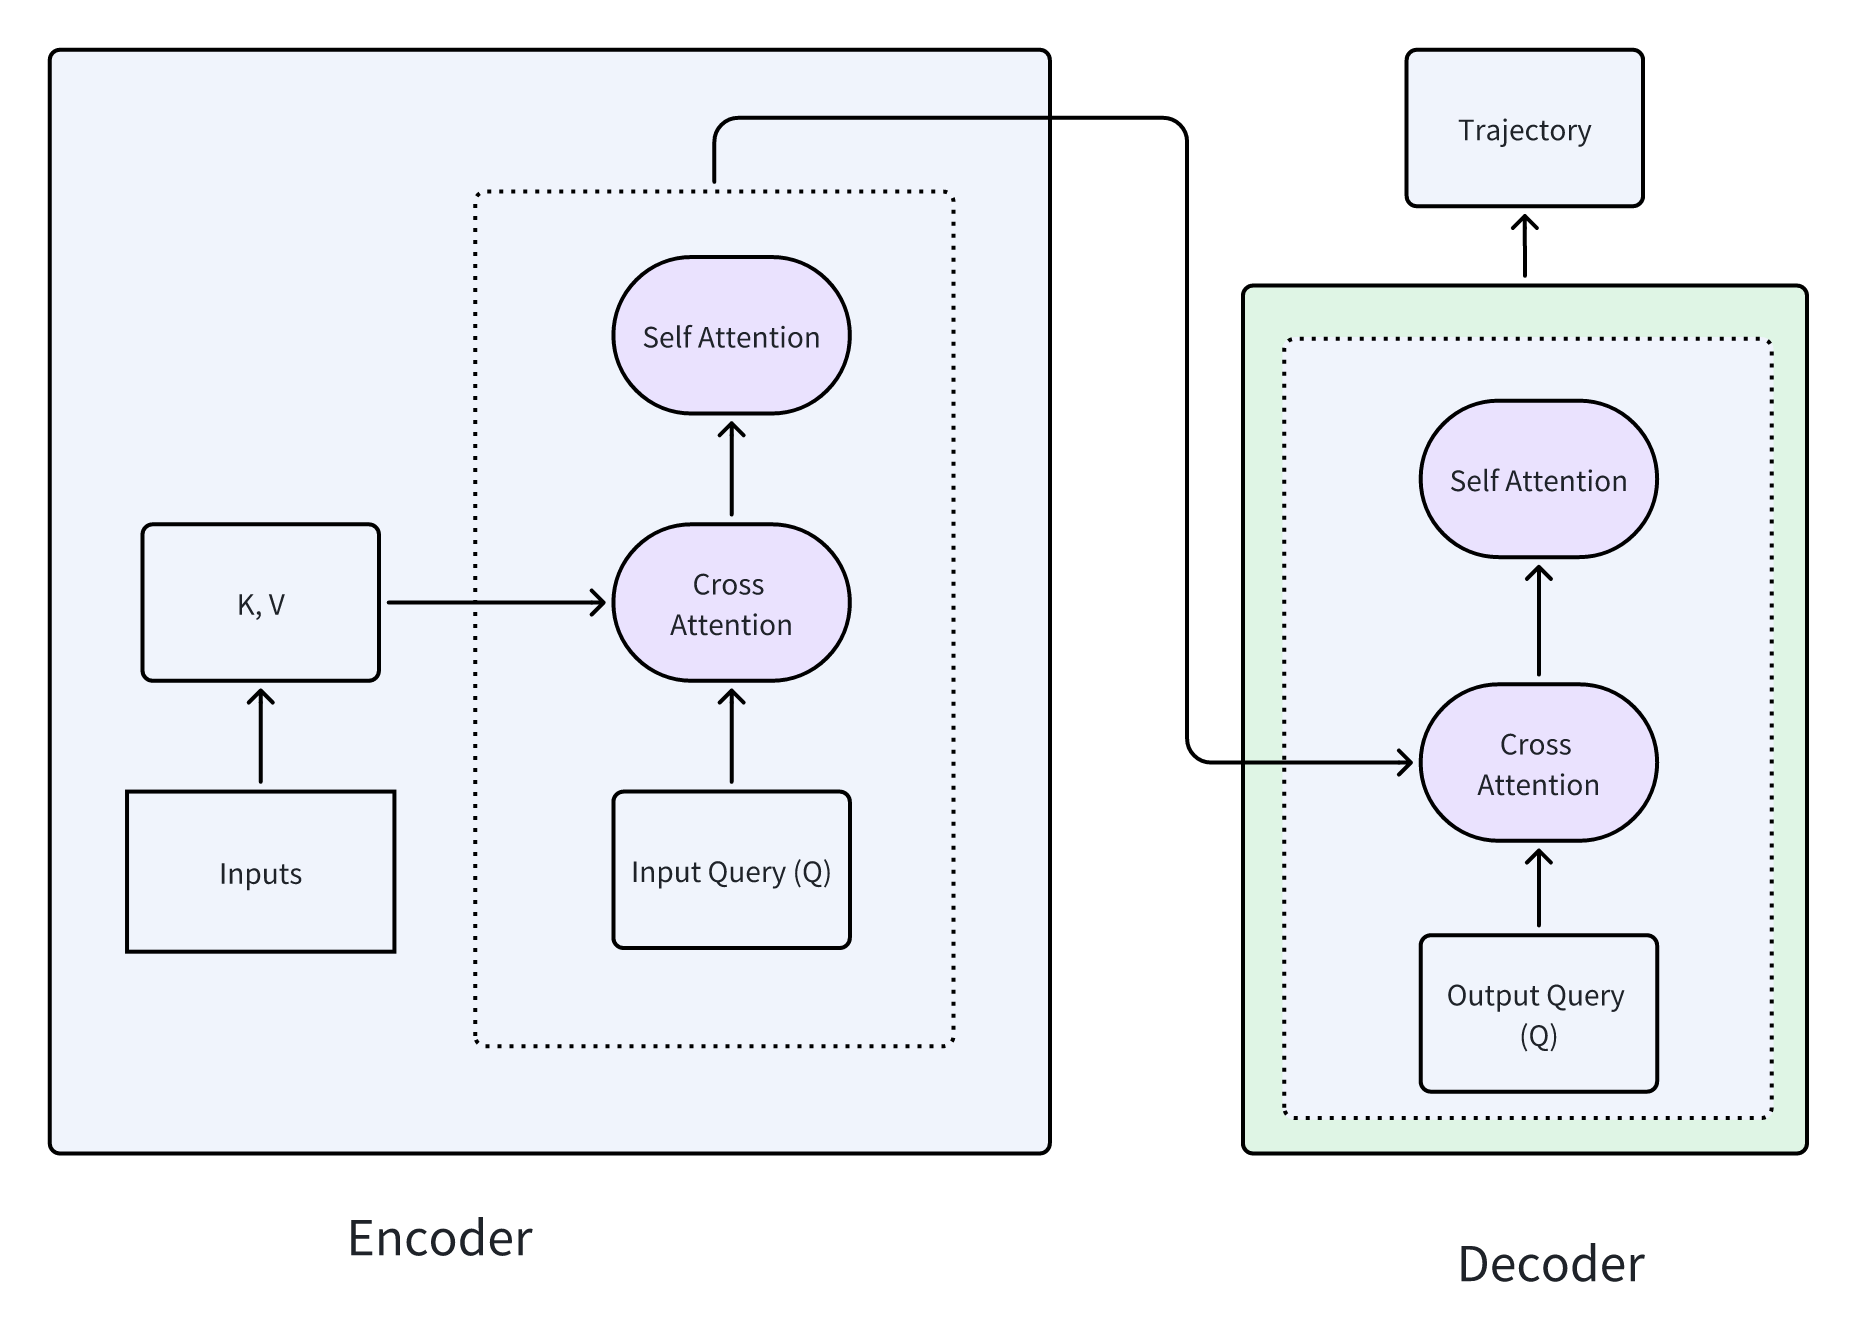 Trajectory
Self Attention
Self Attention
K, V
Cross
Attention
Cross
Attention
Inputs
Input Query (Q)
Output Query
(Q)
Encoder
Decoder